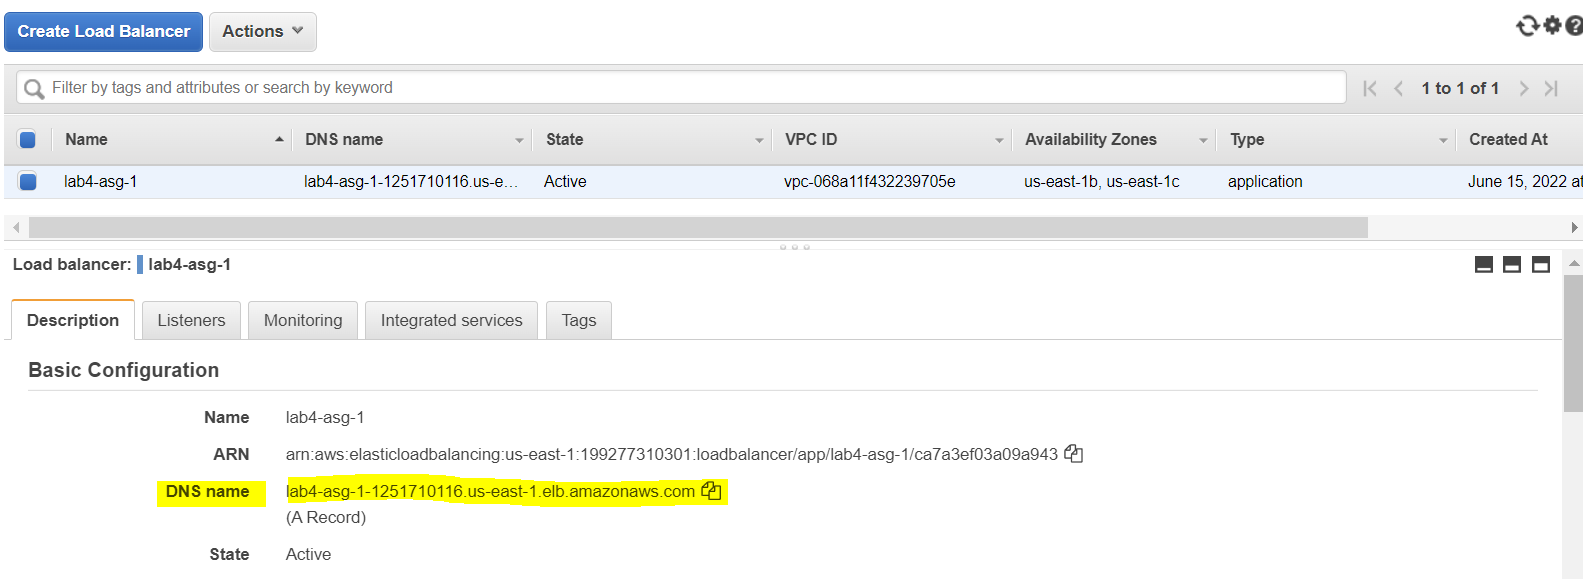 Create Load Balancer Actions
Filter by tags and attributes or search by keyword 1 to 1 of 1
Name DNS name State VPC ID Availability Zones Type Created At
lab4-asg-1 lab4-asg-1-1251710116.us-e... Active vpc-068a11f432239705e us-east-1b, us-east-1c application June 15, 2022 at
Load balancer: lab4-asg-1
Description Listeners Monitoring Integrated services Tags
Basic Configuration
Name lab4-asg-1
ARN arn:aws:elasticloadbalancing:us-east-1:199277310301:loadbalancer/app/lab4-asg-1/ca7a3ef03a09a943
DNS name lab4-asg-1-1251710116.us-east-1.elb.amazonaws.com
(A Record)
State Active